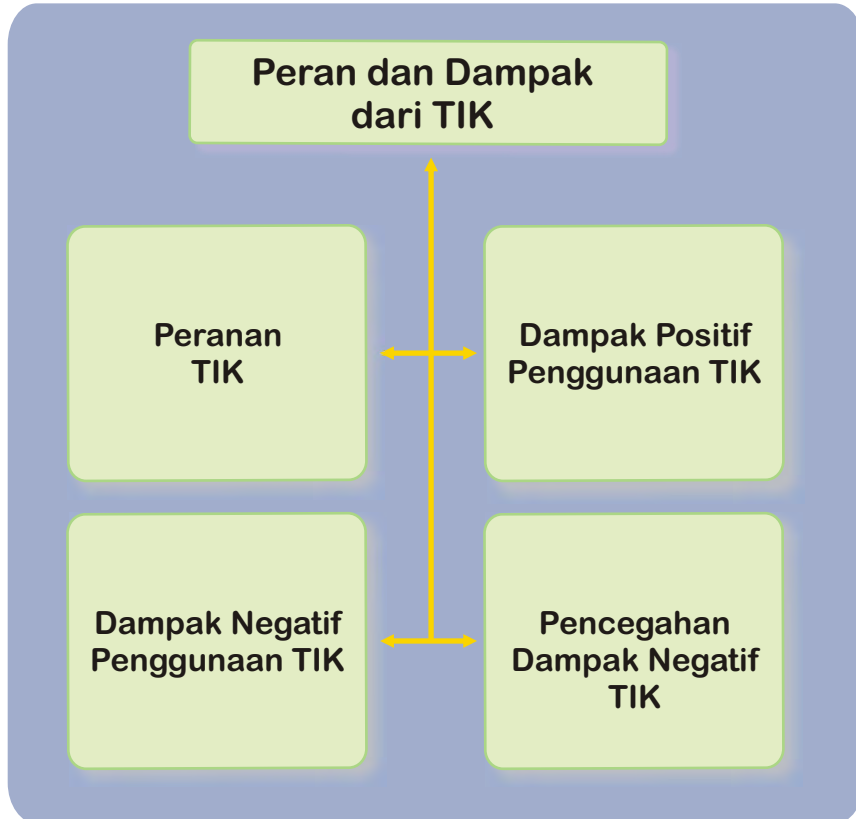 Peran dan Dampak
dari TIK
Peranan
TIK
Dampak Positif
Penggunaan TIK
Dampak Negatif
Penggunaan TIK
Pencegahan
Dampak Negatif
TIK